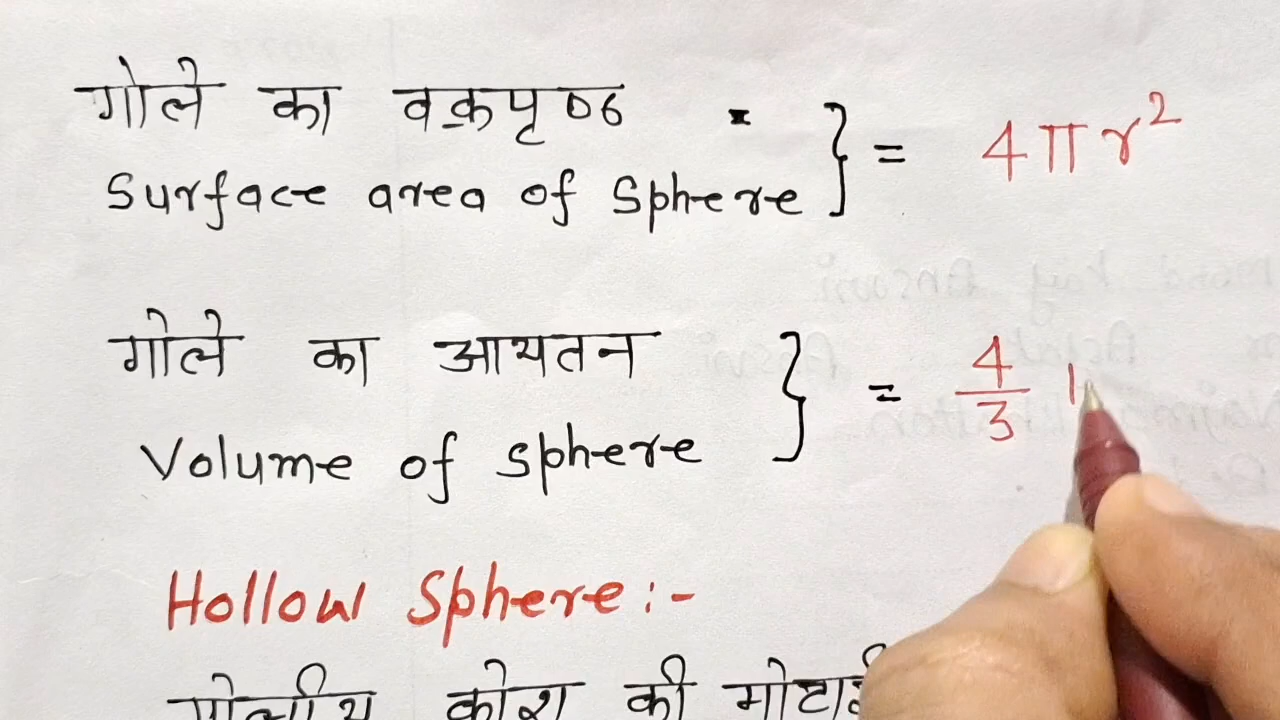 गोले का वक्रपृष्ठ
Surface area of Sphere } = 4πr²
गोले का आयतन
Volume of sphere } = 4/3
Hollow Sphere :-
गोलीय कोश की मोटाई